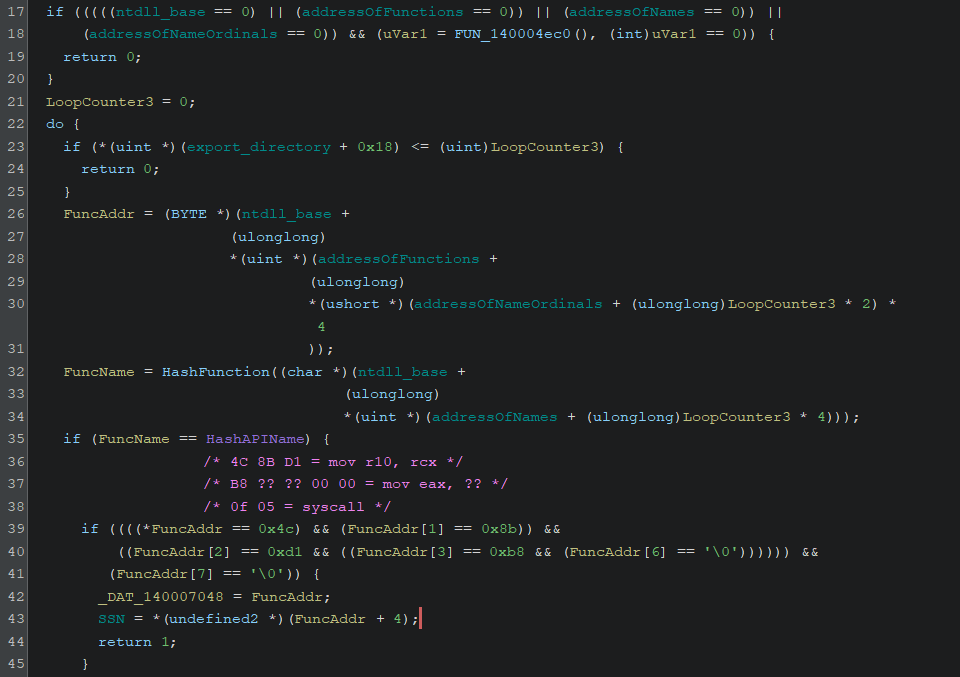 17 if (((((ntdll_base == 0) || (addressOfFunctions == 0)) || (addressOfNames == 0)) ||
18 (addressOfNameOrdinals == 0)) && (uVar1 = FUN_140004ec0(), (int)uVar1 == 0)) {
19 return 0;
20 }
21 LoopCounter3 = 0;
22 do {
23 if (*(uint *)(export_directory + 0x18) <= (uint)LoopCounter3) {
24 return 0;
25 }
26 FuncAddr = (BYTE *)(ntdll_base +
27 (ulonglong)
28 *(uint *)(addressOfFunctions +
29 (ulonglong)
30 *(ushort *)(addressOfNameOrdinals + (ulonglong)LoopCounter3 * 2) *
4
31 ));
32 FuncName = HashFunction((char *)(ntdll_base +
33 (ulonglong)
34 *(uint *)(addressOfNames + (ulonglong)LoopCounter3 * 4)));
35 if (FuncName == HashAPIName) {
36 /* 4C 8B D1 = mov r10, rcx */
37 /* B8 ?? ?? 00 00 = mov eax, ?? */
38 /* 0f 05 = syscall */
39 if ((((*FuncAddr == 0x4c) && (FuncAddr[1] == 0x8b)) &&
40 ((FuncAddr[2] == 0xd1 && ((FuncAddr[3] == 0xb8 && (FuncAddr[6] == '\0')))))) &&
41 (FuncAddr[7] == '\0')) {
42 _DAT_140007048 = FuncAddr;
43 SSN = *(undefined2 *)(FuncAddr + 4);
44 return 1;
45 }